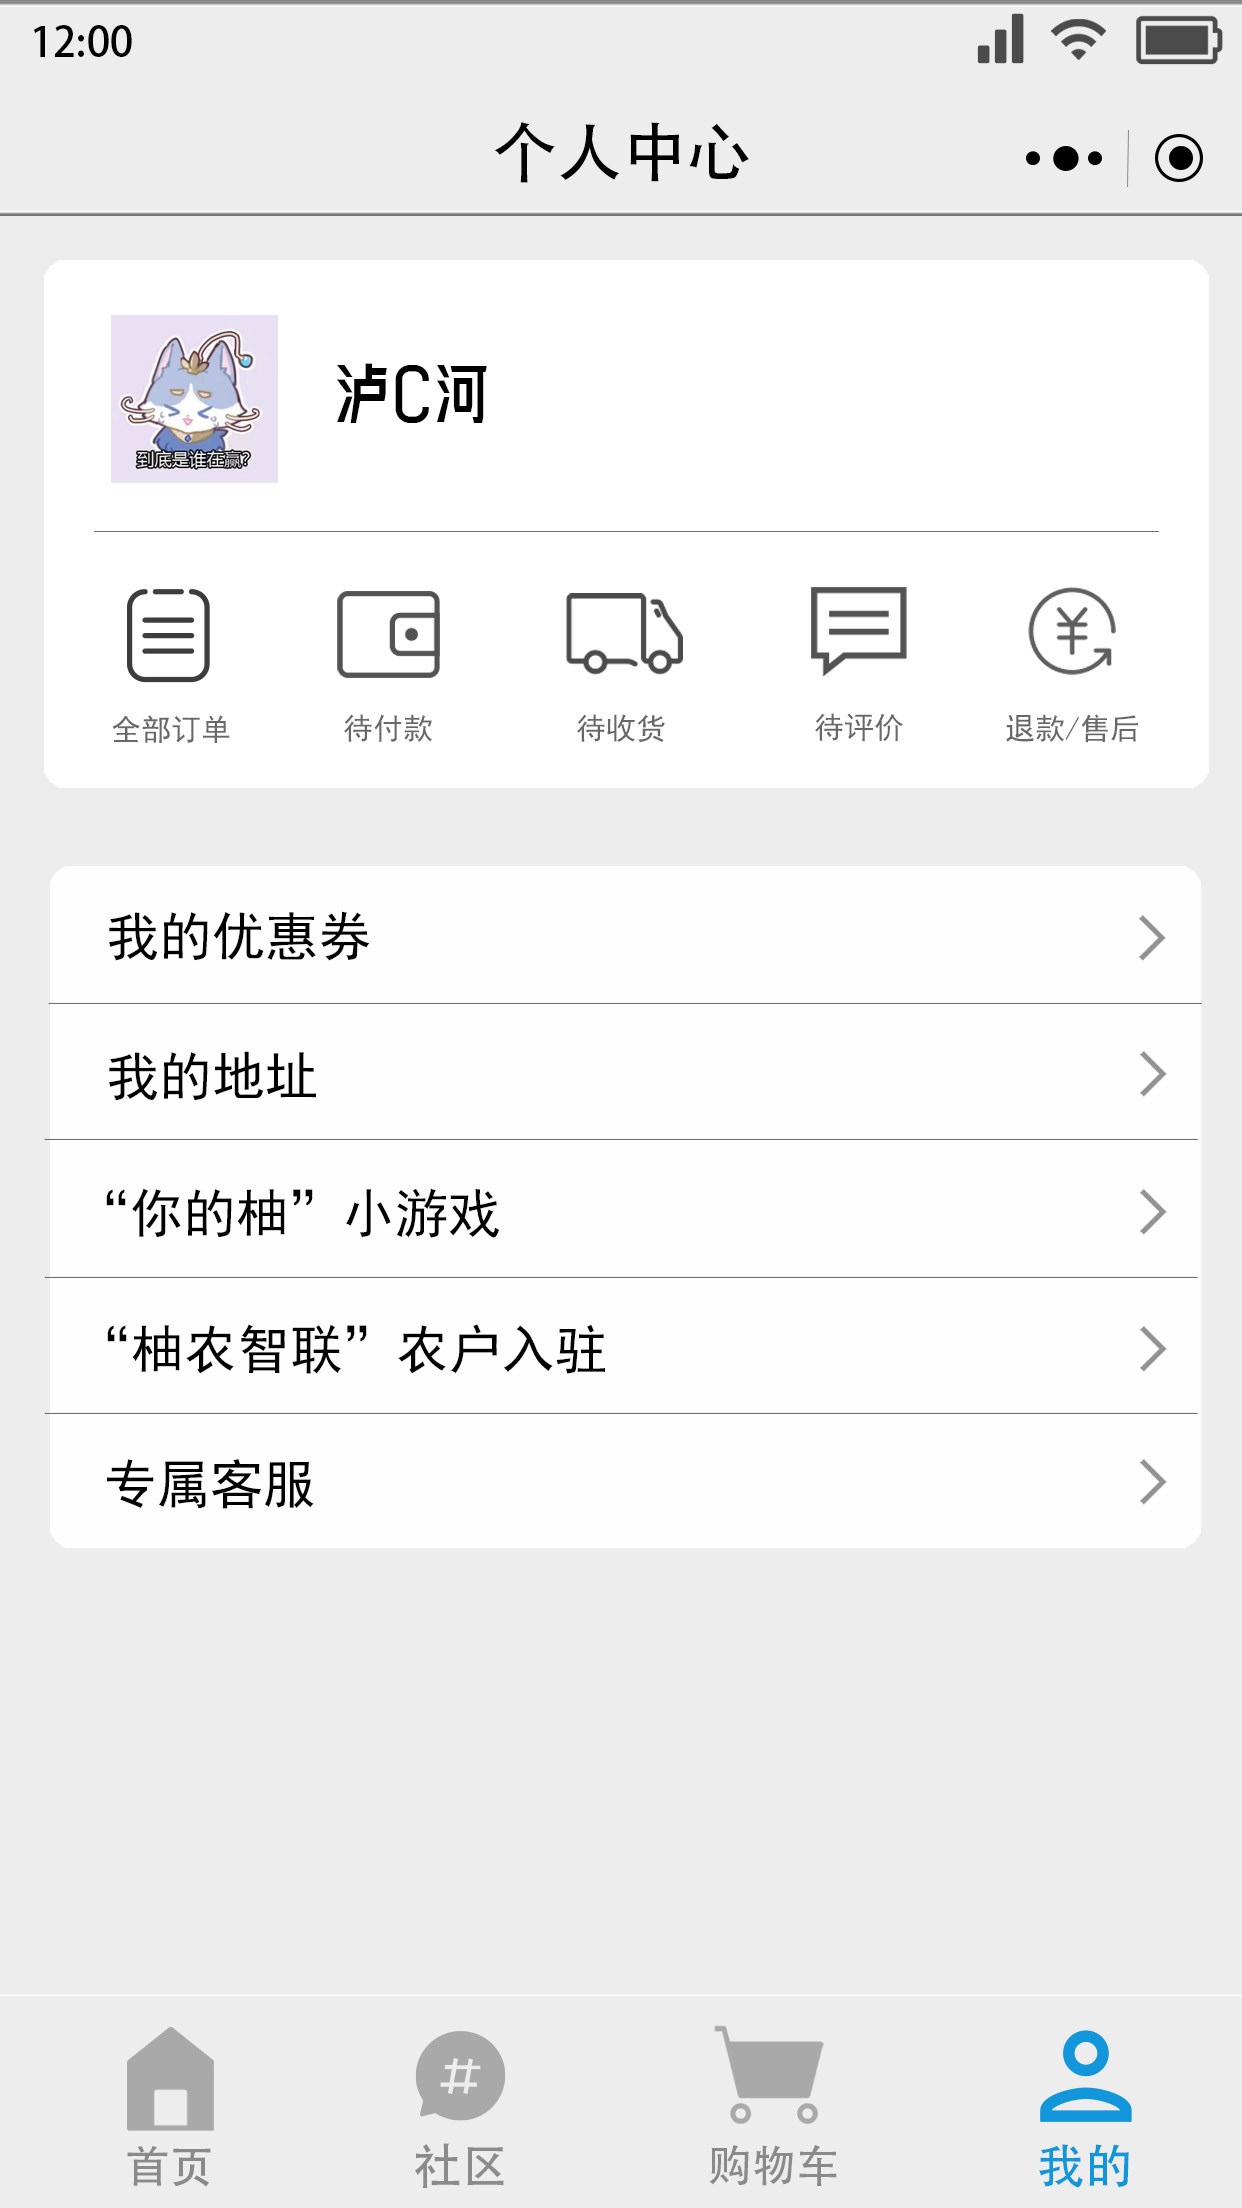 12:00
个人中心
泸C河
到底是谁在赢?
全部订单
待付款
待收货
待评价
退款/售后
我的优惠券
我的地址
“你的柚”小游戏
“柚农智联”农户入驻
专属客服
首页
社区
购物车
我的